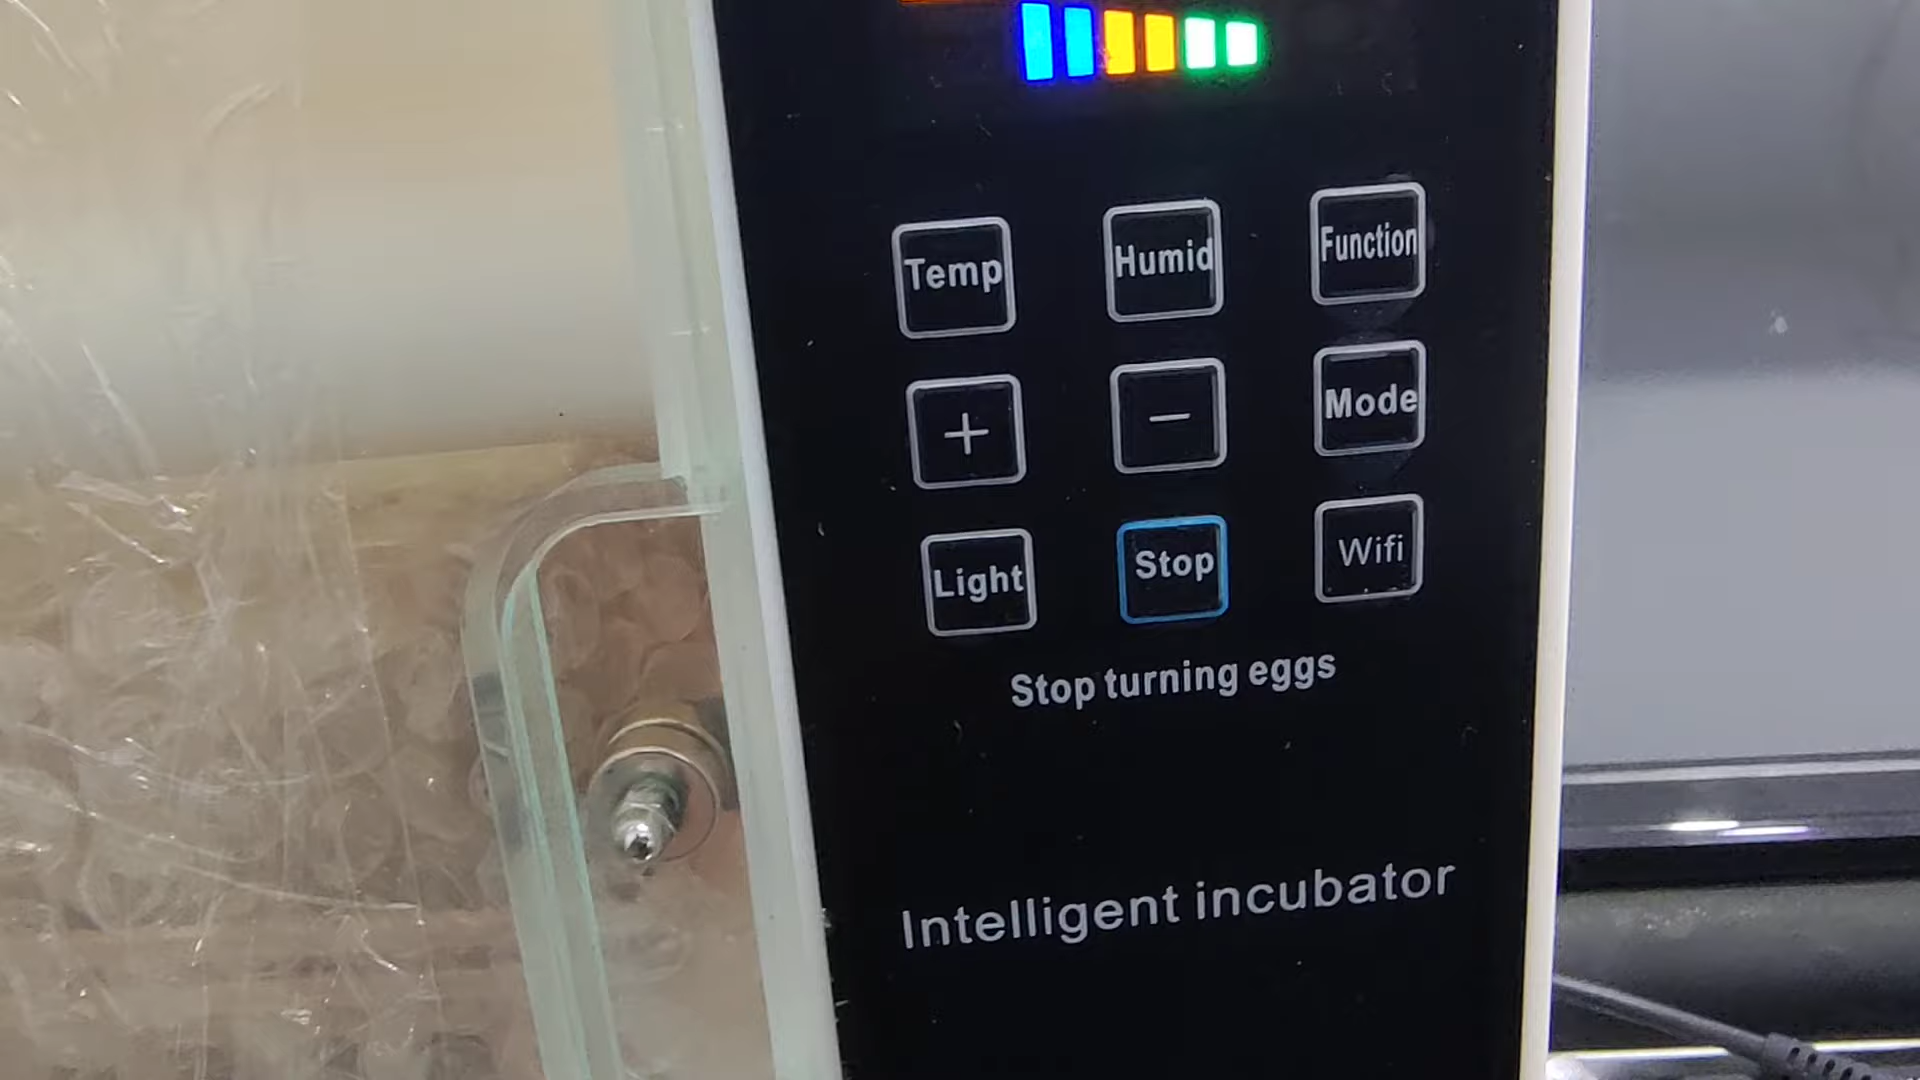 Temp Humid Function
+ − Mode
Light Stop Wifi
Stop turning eggs
Intelligent incubator